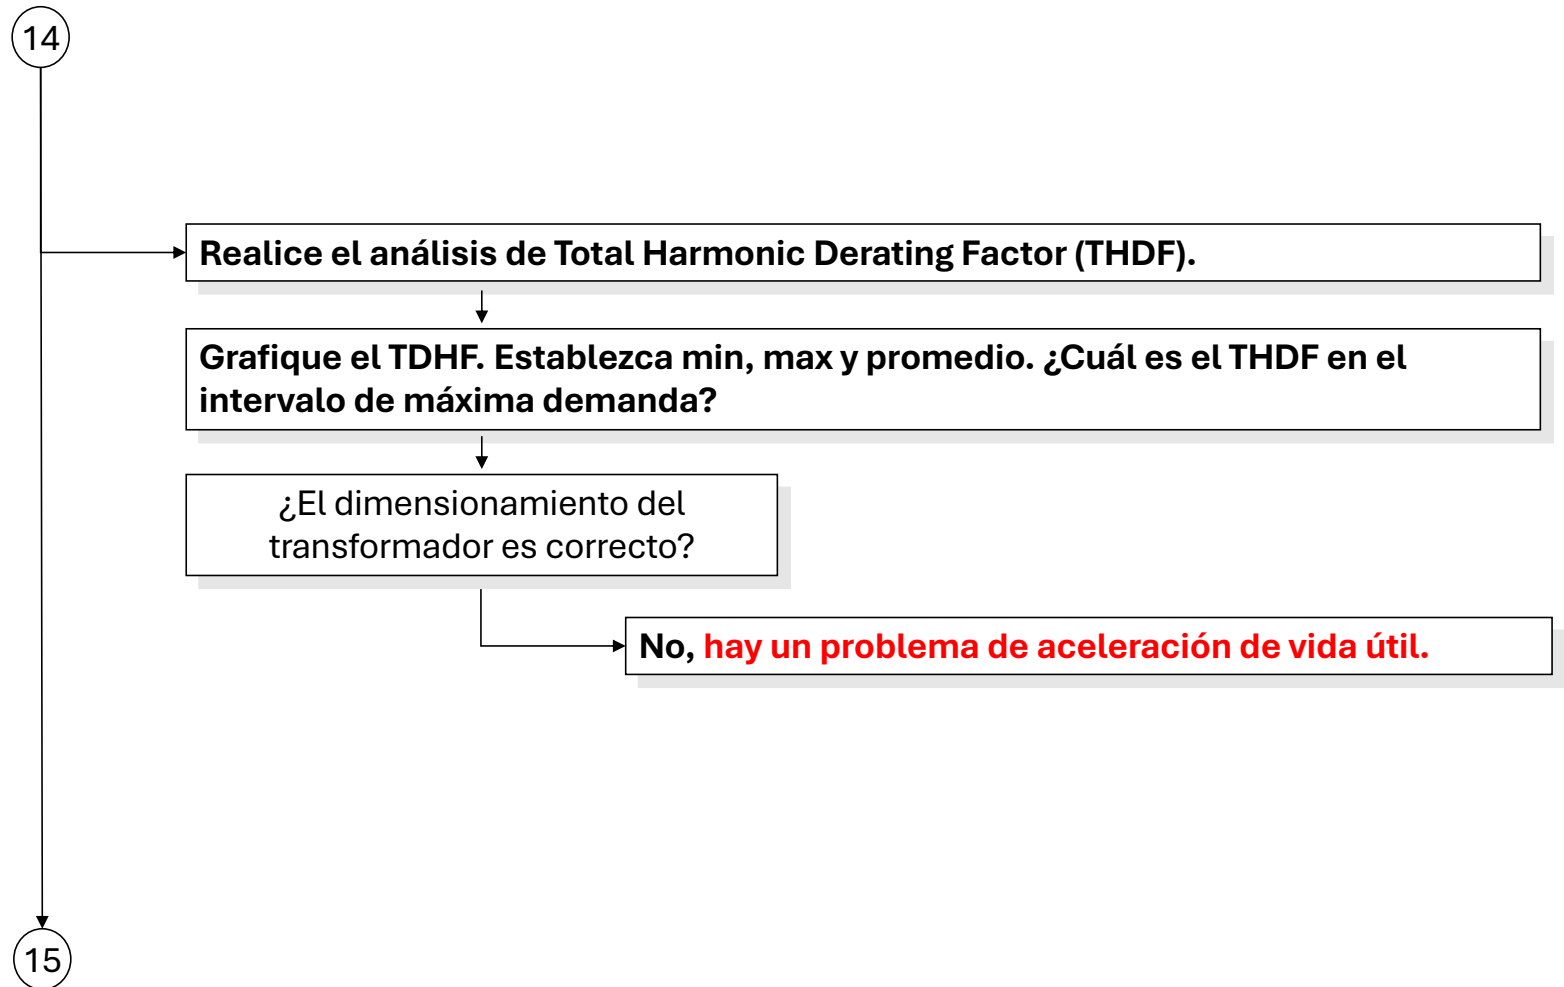 14
Realice el análisis de Total Harmonic Derating Factor (THDF).
Grafique el TDHF. Establezca min, max y promedio. ¿Cuál es el THDF en el
intervalo de máxima demanda?
¿El dimensionamiento del
transformador es correcto?
No, hay un problema de aceleración de vida útil.
15